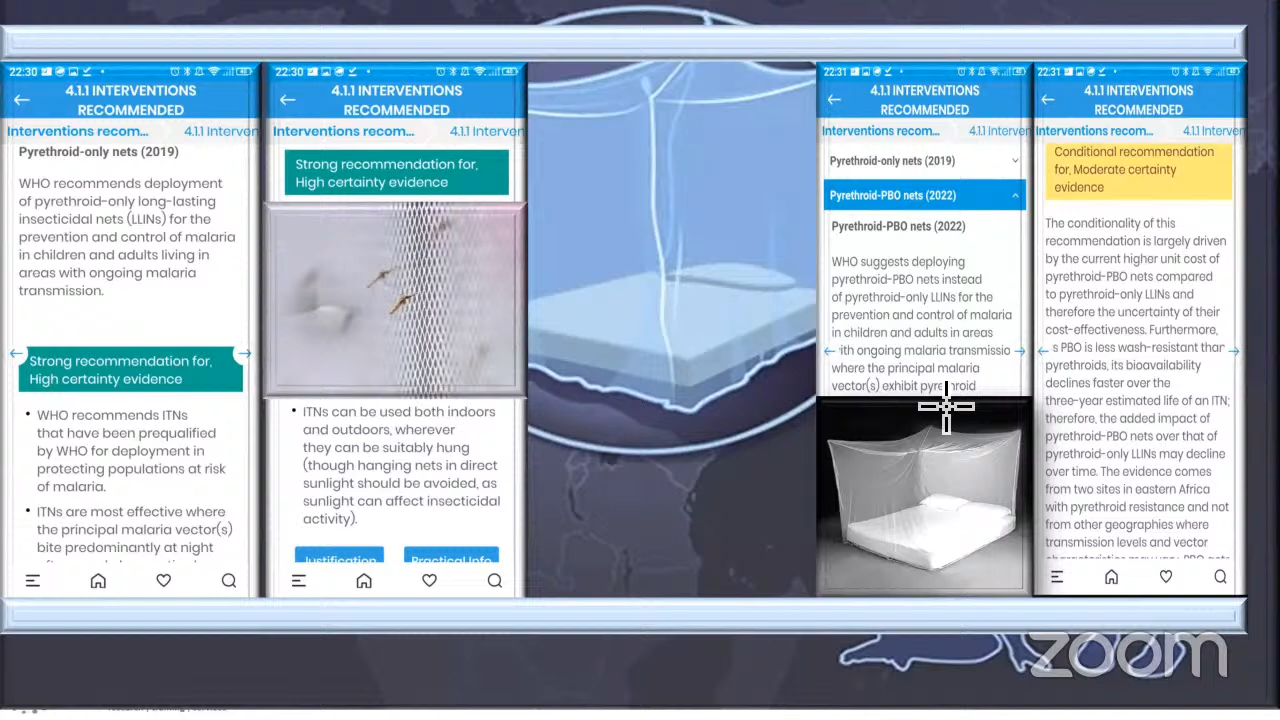 22:30
4.1.1 INTERVENTIONS
RECOMMENDED
Interventions recom... 4.1.1 Interven
Pyrethroid-only nets (2019)
WHO recommends deployment
of pyrethroid-only long-lasting
insecticidal nets (LLINs) for the
prevention and control of malaria
in children and adults living in
areas with ongoing malaria
transmission.
Strong recommendation for,
High certainty evidence
• WHO recommends ITNs
that have been prequalified
by WHO for deployment in
protecting populations at risk
of malaria.
• ITNs are most effective where
the principal malaria vector(s)
bite predominantly at night
22:30
4.1.1 INTERVENTIONS
RECOMMENDED
Interventions recom... 4.1.1 Interven
Strong recommendation for,
High certainty evidence
• ITNs can be used both indoors
and outdoors, wherever
they can be suitably hung
(though hanging nets in direct
sunlight should be avoided, as
sunlight can affect insecticidal
activity).
Justification Practical Info
22:31
4.1.1 INTERVENTIONS
RECOMMENDED
Interventions recom... 4.1.1 Interven
Pyrethroid-only nets (2019)
Pyrethroid-PBO nets (2022)
Pyrethroid-PBO nets (2022)
WHO suggests deploying
pyrethroid-PBO nets instead
of pyrethroid-only LLINs for the
prevention and control of malaria
in children and adults in areas
ith ongoing malaria transmissio
where the principal malaria
vector(s) exhibit pyrethroid
22:31
4.1.1 INTERVENTIONS
RECOMMENDED
Interventions recom... 4.1.1 Interven
Conditional recommendation
for, Moderate certainty
evidence
The conditionality of this
recommendation is largely driven
by the current higher unit cost of
pyrethroid-PBO nets compared
to pyrethroid-only LLINs and
therefore the uncertainty of their
cost-effectiveness. Furthermore,
s PBO is less wash-resistant than
pyrethroids, its bioavailability
declines faster over the
three-year estimated life of an ITN;
therefore, the added impact of
pyrethroid-PBO nets over that of
pyrethroid-only LLINs may decline
over time. The evidence comes
from two sites in eastern Africa
with pyrethroid resistance and not
from other geographies where
transmission levels and vector
zoom